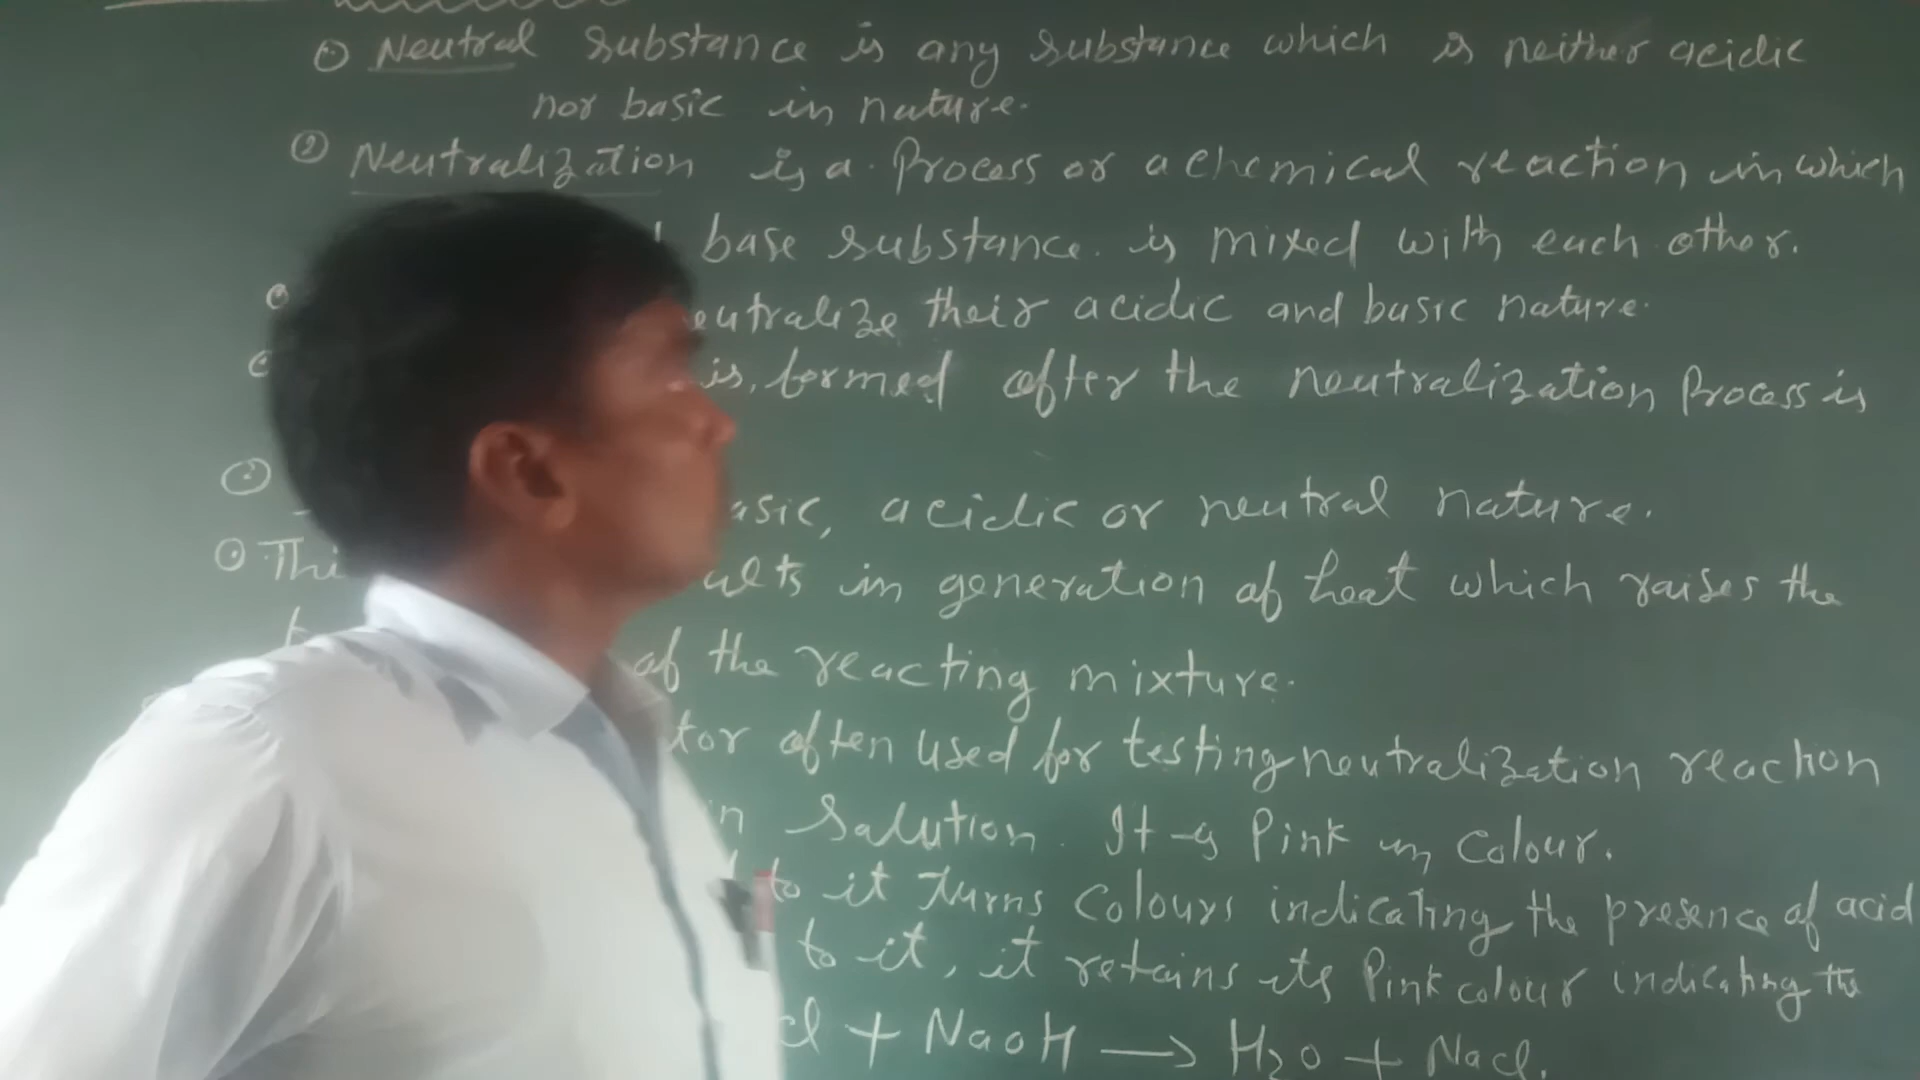 ① Neutral substance is any substance which is neither acidic
nor basic in nature.
② Neutralization is a Process or a chemical reaction in which
base substance is mixed with each other.
eutralize their acidic and basic nature.
is formed after the neutralization Process is
asic, acidic or neutral nature.
Thi ults in generation of heat which raises the
of the reacting mixture.
tor often used for testing neutralization reaction
n Salution. It is Pink in Colour.
to it turns Colours indicating the presence of acid
to it, it retains its Pink colour indicating the
cl + NaOH → H2O + Nacl.